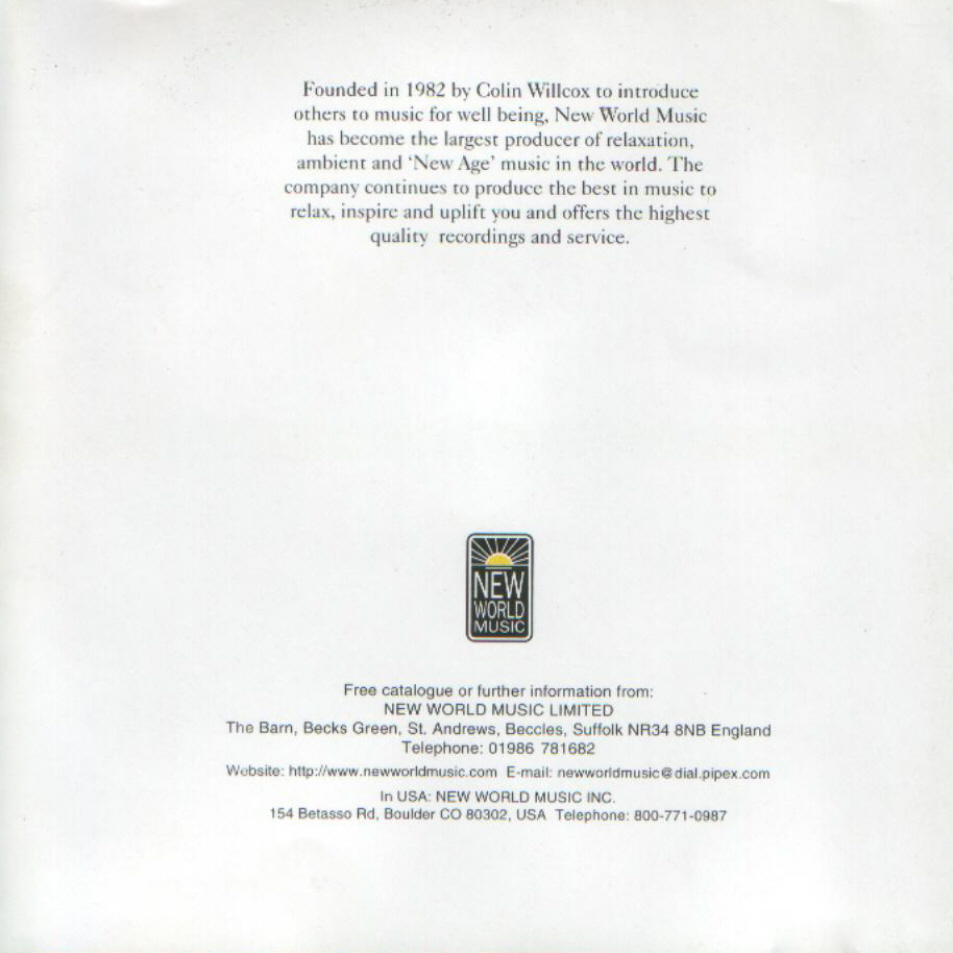 Founded in 1982 by Colin Willcox to introduce
others to music for well being, New World Music
has become the largest producer of relaxation,
ambient and ‘New Age’ music in the world. The
company continues to produce the best in music to
relax, inspire and uplift you and offers the highest
quality recordings and service.
NEW
WORLD
MUSIC
Free catalogue or further information from:
NEW WORLD MUSIC LIMITED
The Barn, Becks Green, St. Andrews, Beccles, Suffolk NR34 8NB England
Telephone: 01986 781682
Website: http://www.newworldmusic.com E-mail: newworldmusic@dial.pipex.com
In USA: NEW WORLD MUSIC INC.
154 Betasso Rd, Boulder CO 80302, USA Telephone: 800-771-0987